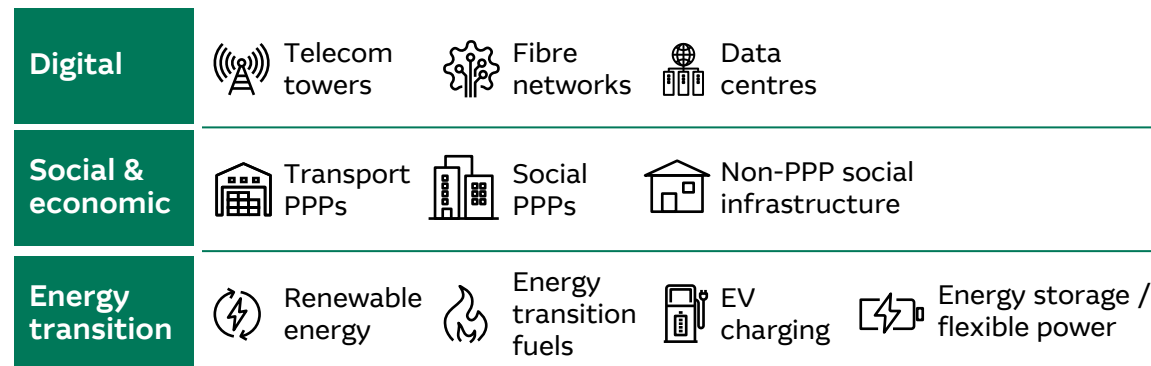 Digital
Telecom
towers
Fibre
networks
Data
centres
Social &
economic
Transport
PPPs
Social
PPPs
Non-PPP social
infrastructure
Energy
transition
Renewable
energy
Energy
transition
fuels
EV
charging
Energy storage /
flexible power